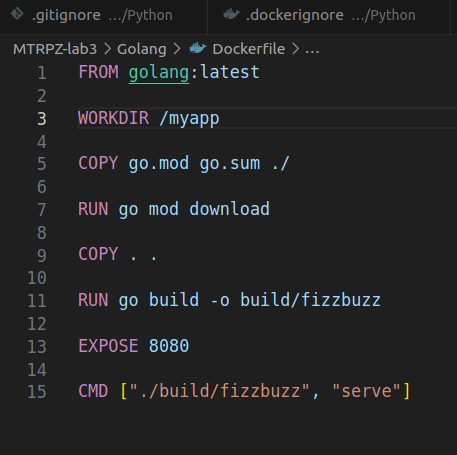 .gitignore .../Python .dockerignore .../Python
MTRPZ-lab3 > Golang > Dockerfile > ...
1 FROM golang:latest
2
3 WORKDIR /myapp
4
5 COPY go.mod go.sum ./
6
7 RUN go mod download
8
9 COPY . .
10
11 RUN go build -o build/fizzbuzz
12
13 EXPOSE 8080
14
15 CMD ["./build/fizzbuzz", "serve"]